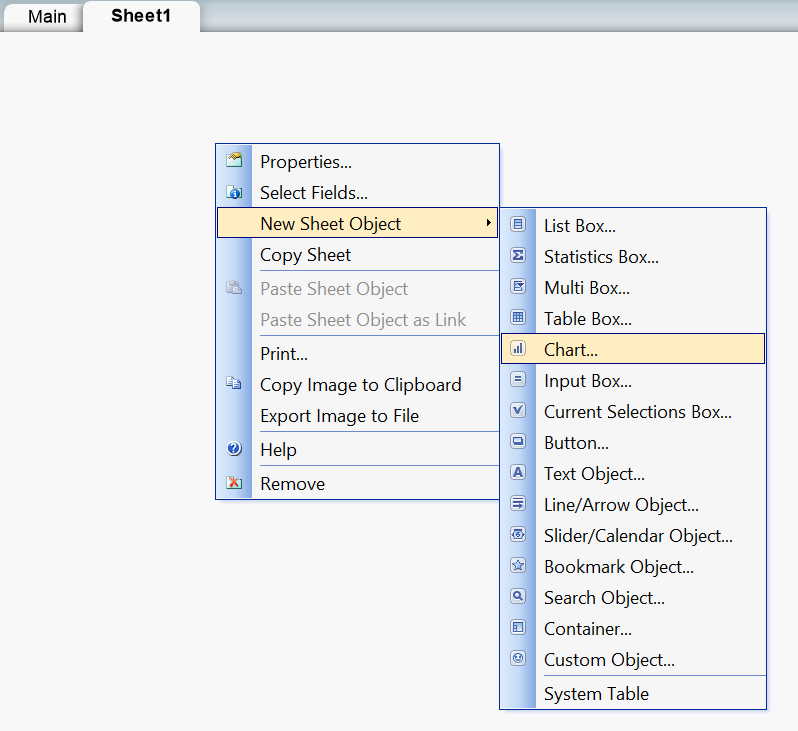 Main
Sheet1
Properties...
Select Fields...
New Sheet Object
Copy Sheet
Paste Sheet Object
Paste Sheet Object as Link
Print...
Copy Image to Clipboard
Export Image to File
Help
Remove
List Box...
Statistics Box...
Multi Box...
Table Box...
Chart...
Input Box...
Current Selections Box...
Button...
Text Object...
Line/Arrow Object...
Slider/Calendar Object...
Bookmark Object...
Search Object...
Container...
Custom Object...
System Table